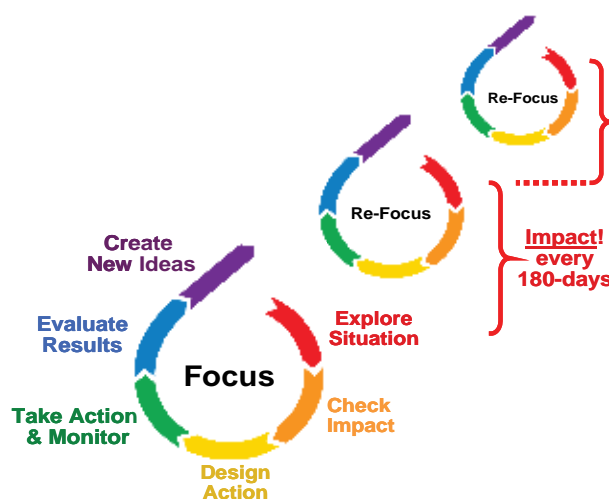 Re-Focus
Re-Focus
Impact!
every
180-days
Create
New Ideas
Evaluate
Results
Explore
Situation
Focus
Take Action
& Monitor
Check
Impact
Design
Action